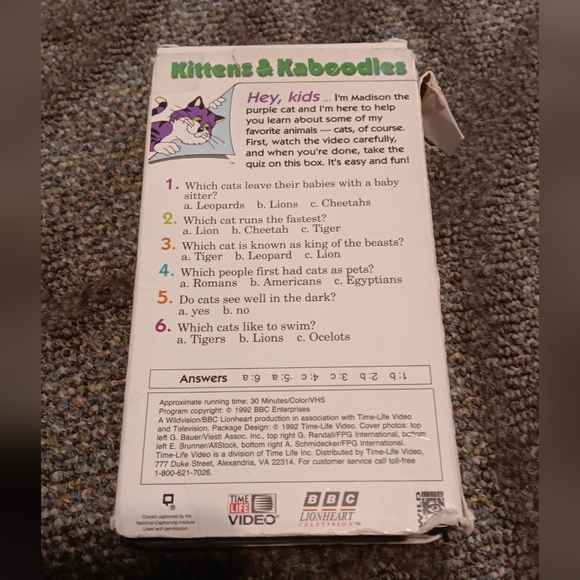 Kittens & Kaboodles
Hey, kids ... I'm Madison the
purple cat and I'm here to help
you learn about some of my
favorite animals — cats, of course.
First, watch the video carefully,
and when you're done, take the
quiz on this box. It's easy and fun!
TM
1. Which cats leave their babies with a baby
sitter?
a. Leopards b. Lions c. Cheetahs
2. Which cat runs the fastest?
a. Lion b. Cheetah c. Tiger
3. Which cat is known as king of the beasts?
a. Tiger b. Leopard c. Lion
4. Which people first had cats as pets?
a. Romans b. Americans c. Egyptians
5. Do cats see well in the dark?
a. yes b. no
6. Which cats like to swim?
a. Tigers b. Lions c. Ocelots
Answers 1: b 2: b 3: c 4: c 5: a 6: a
Approximate running time: 30 Minutes/Color/VHS
Program copyright: © 1992 BBC Enterprises
A Wildvision/BBC Lionheart production in association with Time-Life Video
and Television. Package Design: © 1992 Time-Life Video. Cover photos: top
left G. Bauer/Viesti Assoc. Inc., top right G. Randall/FPG International, bottom
left E. Brunner/AllStock, bottom right A. Schmidecker/FPG International.
Time-Life Video is a division of Time Life Inc. Distributed by Time-Life Video,
777 Duke Street, Alexandria, VA 22314. For customer service call toll-free
1-800-621-7026.
Closed captioned by the
National Captioning Institute.
Used with permission.
TIME
LIFE
VIDEO®
BBC
LIONHEART
TELEVISION™
WILD